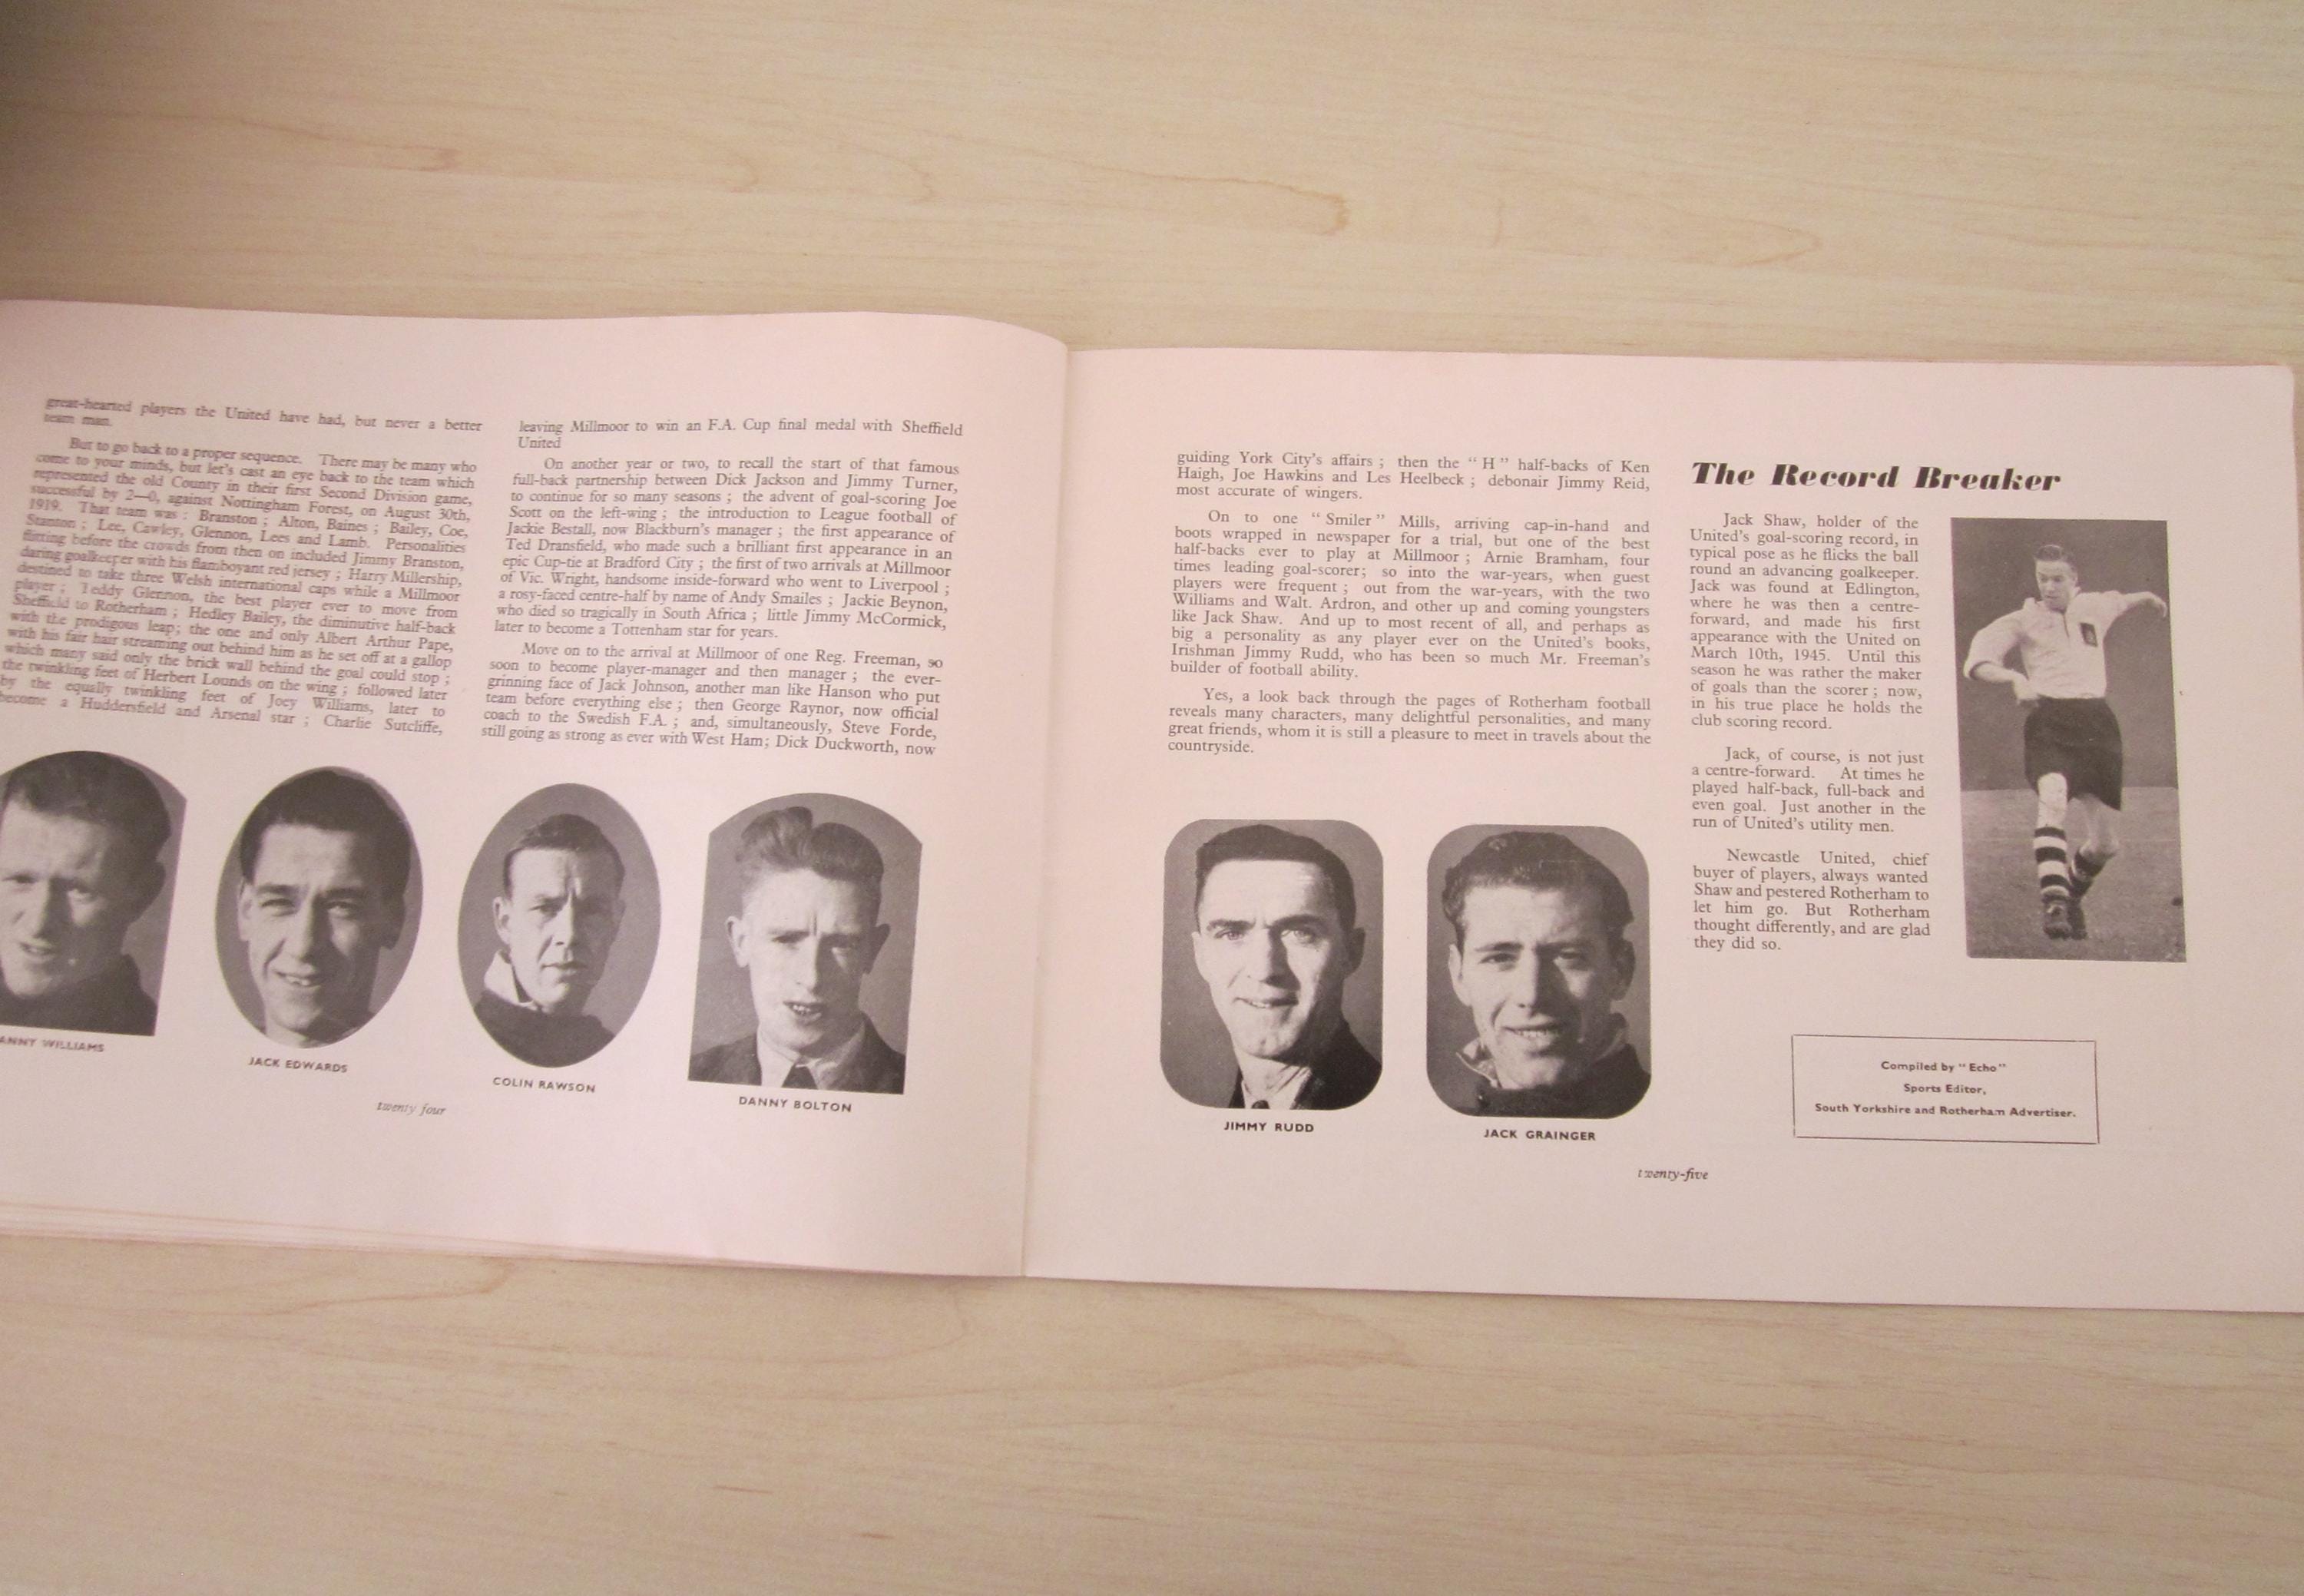 great-hearted players the United have had, but never a better
team man.
But to go back to a proper sequence. There may be many who
come to your minds, but let's cast an eye back to the team which
represented the old County in their first Second Division game,
successful by 2—0, against Nottingham Forest, on August 30th,
1919. That team was : Branston ; Alton, Baines ; Bailey, Coe,
Stanton ; Lee, Cawley, Glennon, Lees and Lamb. Personalities
flitting before the crowds from then on included Jimmy Branston,
daring goalkeeper with his flamboyant red jersey ; Harry Millership,
destined to take three Welsh international caps while a Millmoor
player ; Teddy Glennon, the best player ever to move from
Sheffield to Rotherham ; Hedley Bailey, the diminutive half-back
with the prodigous leap; the one and only Albert Arthur Pape,
with his fair hair streaming out behind him as he set off at a gallop
which many said only the brick wall behind the goal could stop ;
the twinkling feet of Herbert Lounds on the wing ; followed later
by the equally twinkling feet of Joey Williams, later to
become a Huddersfield and Arsenal star ; Charlie Sutcliffe,
leaving Millmoor to win an F.A. Cup final medal with Sheffield
United
On another year or two, to recall the start of that famous
full-back partnership between Dick Jackson and Jimmy Turner,
to continue for so many seasons ; the advent of goal-scoring Joe
Scott on the left-wing ; the introduction to League football of
Jackie Bestall, now Blackburn's manager ; the first appearance of
Ted Dransfield, who made such a brilliant first appearance in an
epic Cup-tie at Bradford City ; the first of two arrivals at Millmoor
of Vic. Wright, handsome inside-forward who went to Liverpool ;
a rosy-faced centre-half by name of Andy Smailes ; Jackie Beynon,
who died so tragically in South Africa ; little Jimmy McCormick,
later to become a Tottenham star for years.
Move on to the arrival at Millmoor of one Reg. Freeman, so
soon to become player-manager and then manager ; the ever-
grinning face of Jack Johnson, another man like Hanson who put
team before everything else ; then George Raynor, now official
coach to the Swedish F.A. ; and, simultaneously, Steve Forde,
still going as strong as ever with West Ham; Dick Duckworth, now
ANNY WILLIAMS
JACK EDWARDS
COLIN RAWSON
DANNY BOLTON
twenty four
guiding York City's affairs ; then the " H " half-backs of Ken
Haigh, Joe Hawkins and Les Heelbeck ; debonair Jimmy Reid,
most accurate of wingers.
On to one " Smiler " Mills, arriving cap-in-hand and
boots wrapped in newspaper for a trial, but one of the best
half-backs ever to play at Millmoor ; Arnie Bramham, four
times leading goal-scorer; so into the war-years, when guest
players were frequent ; out from the war-years, with the two
Williams and Walt. Ardron, and other up and coming youngsters
like Jack Shaw. And up to most recent of all, and perhaps as
big a personality as any player ever on the United's books,
Irishman Jimmy Rudd, who has been so much Mr. Freeman's
builder of football ability.
Yes, a look back through the pages of Rotherham football
reveals many characters, many delightful personalities, and many
great friends, whom it is still a pleasure to meet in travels about the
countryside.
JIMMY RUDD
JACK GRAINGER
The Record Breaker
Jack Shaw, holder of the
United's goal-scoring record, in
typical pose as he flicks the ball
round an advancing goalkeeper.
Jack was found at Edlington,
where he was then a centre-
forward, and made his first
appearance with the United on
March 10th, 1945. Until this
season he was rather the maker
of goals than the scorer ; now,
in his true place he holds the
club scoring record.
Jack, of course, is not just
a centre-forward. At times he
played half-back, full-back and
even goal. Just another in the
run of United's utility men.
Newcastle United, chief
buyer of players, always wanted
Shaw and pestered Rotherham to
let him go. But Rotherham
thought differently, and are glad
they did so.
Compiled by " Echo "
Sports Editor,
South Yorkshire and Rotherham Advertiser.
twenty-five